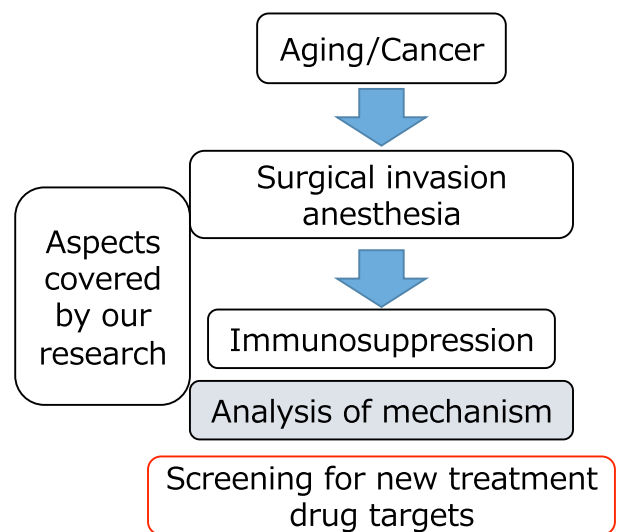 Aging/Cancer
Surgical invasion
anesthesia
Aspects
covered
by our
research
Immunosuppression
Analysis of mechanism
Screening for new treatment
drug targets